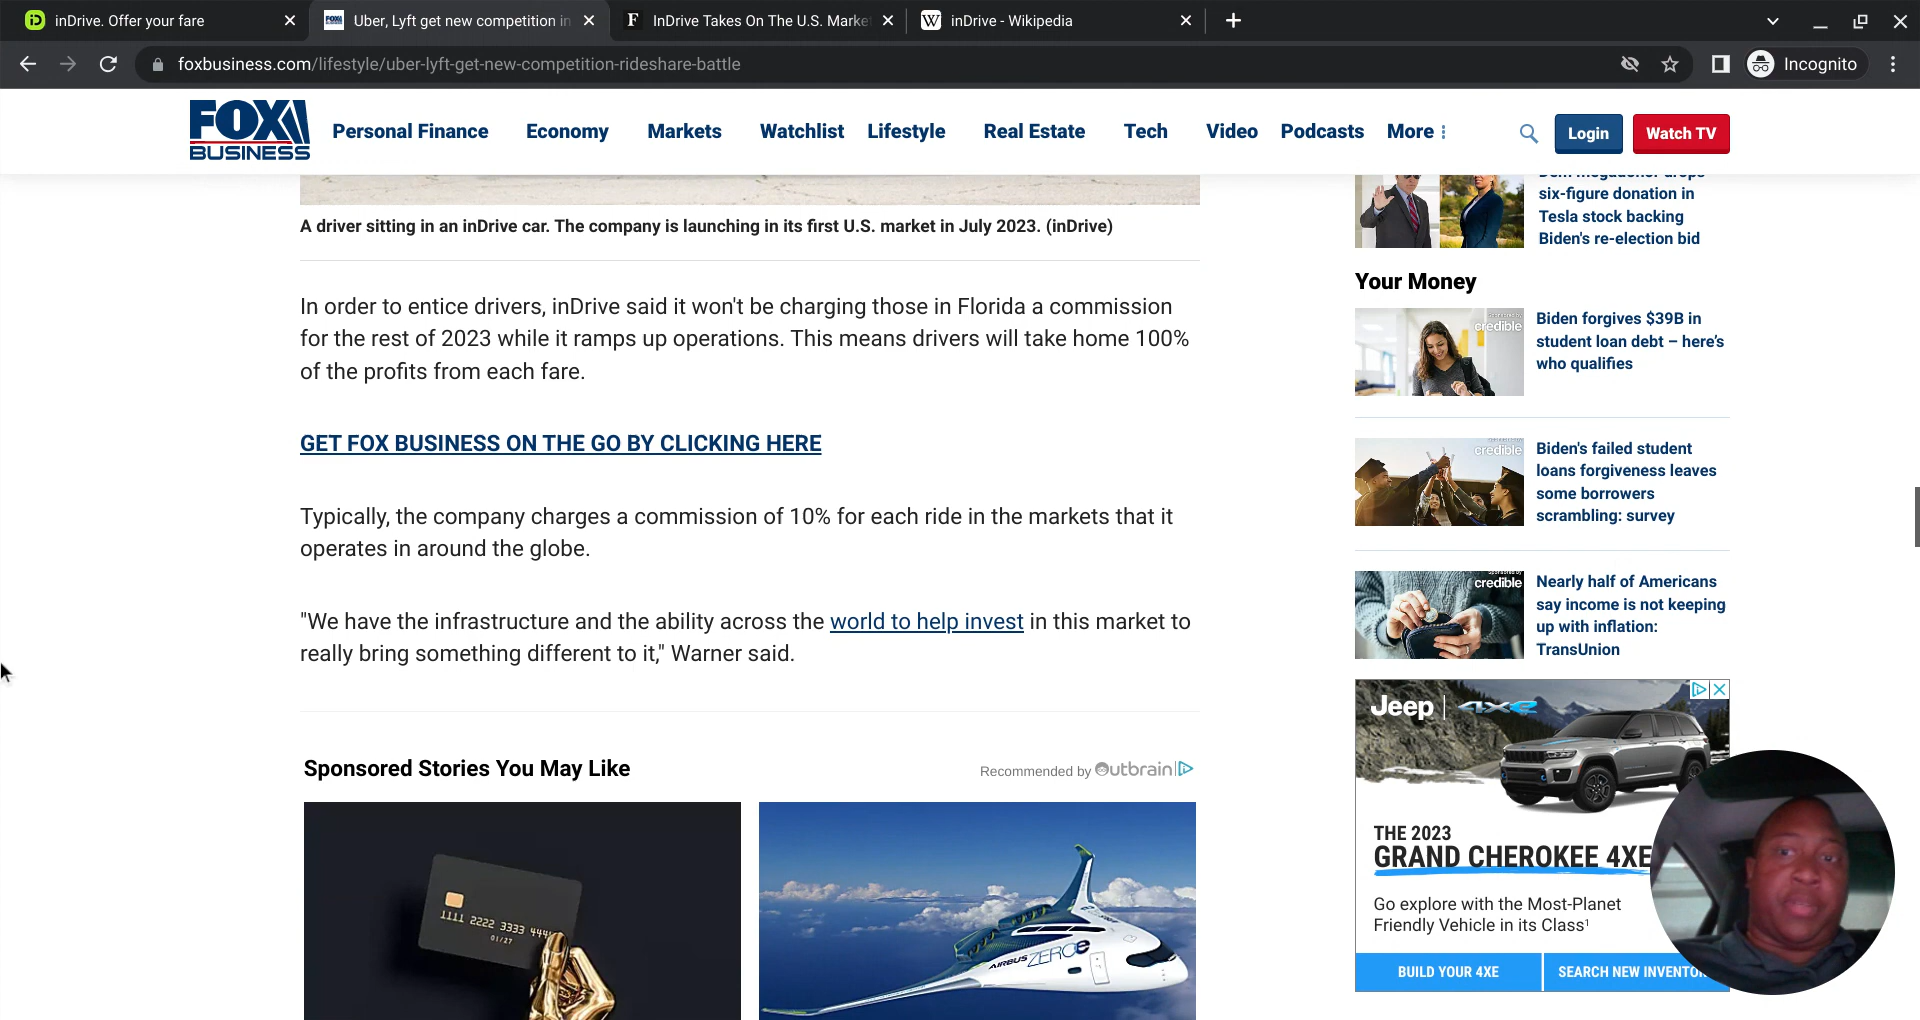 inDrive. Offer your fare
Uber, Lyft get new competition in
InDrive Takes On The U.S. Marke
inDrive - Wikipedia
foxbusiness.com/lifestyle/uber-lyft-get-new-competition-rideshare-battle
Incognito
FOX
BUSINESS
Personal Finance
Economy
Markets
Watchlist
Lifestyle
Real Estate
Tech
Video
Podcasts
More
Login
Watch TV
A driver sitting in an inDrive car. The company is launching in its first U.S. market in July 2023. (inDrive)
In order to entice drivers, inDrive said it won't be charging those in Florida a commission
for the rest of 2023 while it ramps up operations. This means drivers will take home 100%
of the profits from each fare.
GET FOX BUSINESS ON THE GO BY CLICKING HERE
Typically, the company charges a commission of 10% for each ride in the markets that it
operates in around the globe.
"We have the infrastructure and the ability across the world to help invest in this market to
really bring something different to it," Warner said.
Sponsored Stories You May Like
Recommended by Outbrain
1111 2222 3333 444
01/27
AIRBUS ZEROe
six-figure donation in
Tesla stock backing
Biden's re-election bid
Your Money
credible
Biden forgives $39B in
student loan debt – here's
who qualifies
credible
Biden's failed student
loans forgiveness leaves
some borrowers
scrambling: survey
credible
Nearly half of Americans
say income is not keeping
up with inflation:
TransUnion
Jeep | 4xe
THE 2023
GRAND CHEROKEE 4XE
Go explore with the Most-Planet
Friendly Vehicle in its Class¹
BUILD YOUR 4XE
SEARCH NEW INVENTO